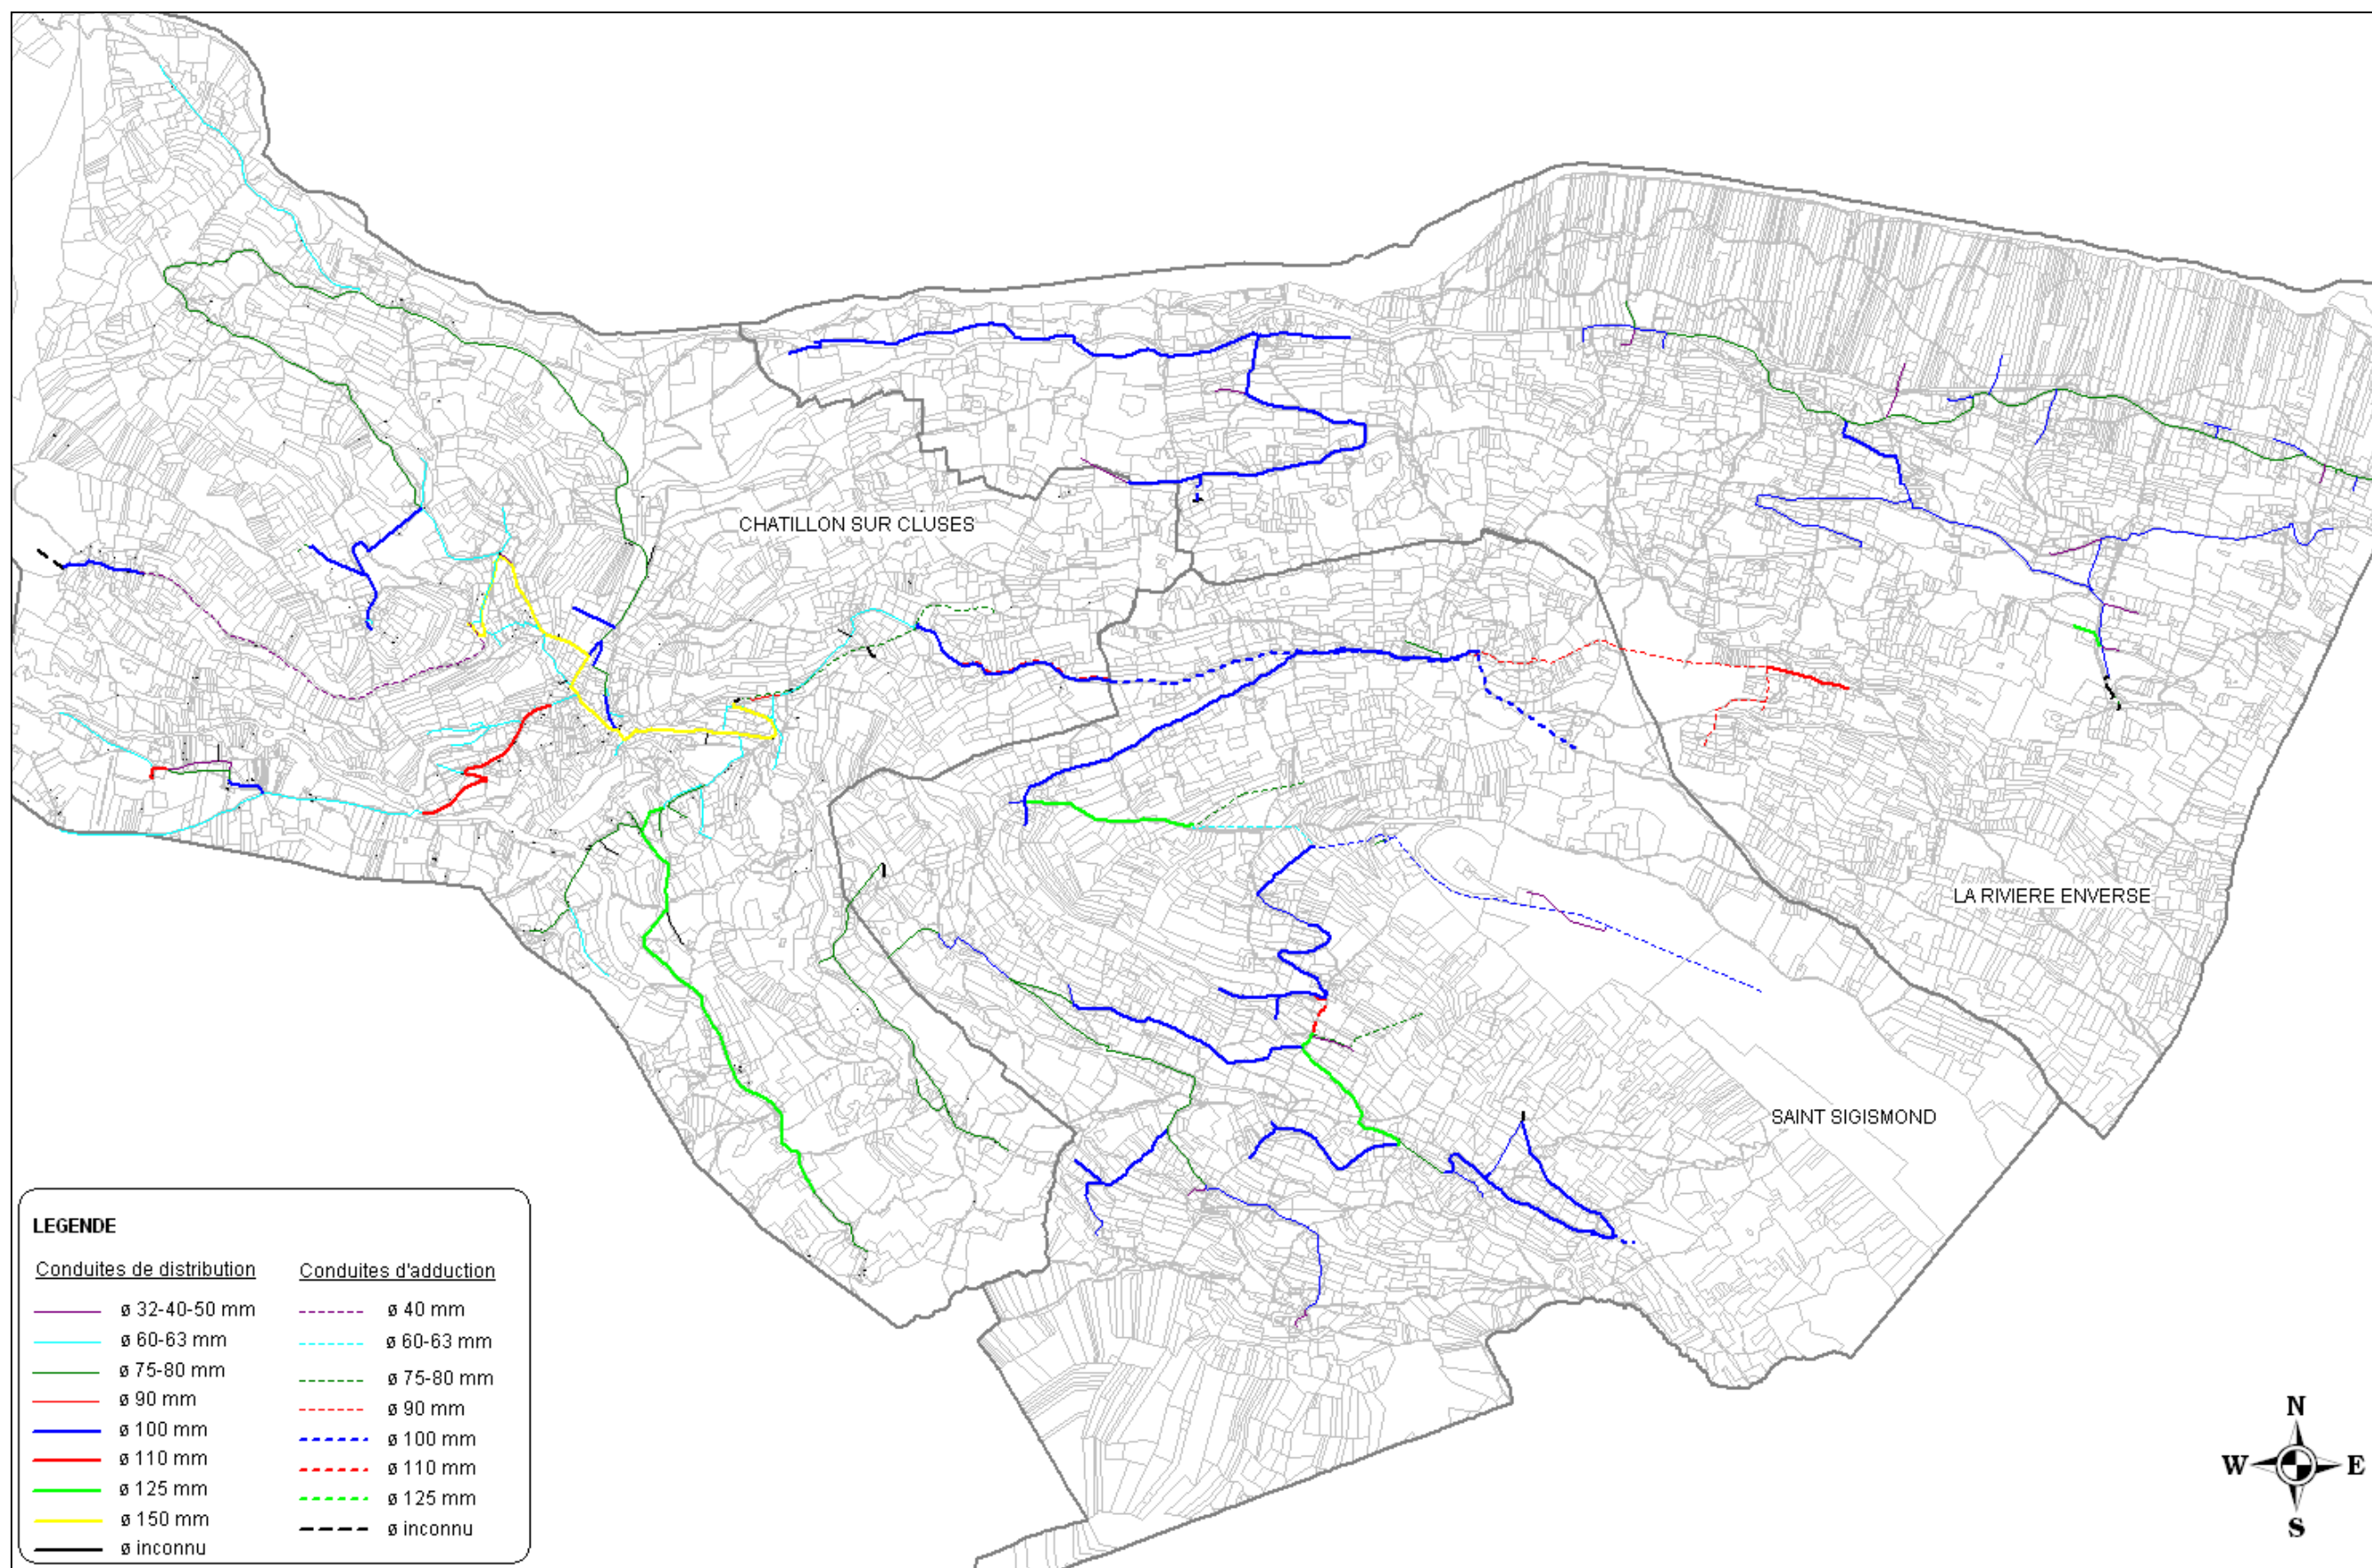 CHATILLON SUR CLUSES
LA RIVIERE ENVERSE
SAINT SIGISMOND
LEGENDE
Conduites de distribution
ø 32-40-50 mm
ø 60-63 mm
ø 75-80 mm
ø 90 mm
ø 100 mm
ø 110 mm
ø 125 mm
ø 150 mm
ø inconnu
Conduites d'adduction
ø 40 mm
ø 60-63 mm
ø 75-80 mm
ø 90 mm
ø 100 mm
ø 110 mm
ø 125 mm
ø inconnu
N
W E
S